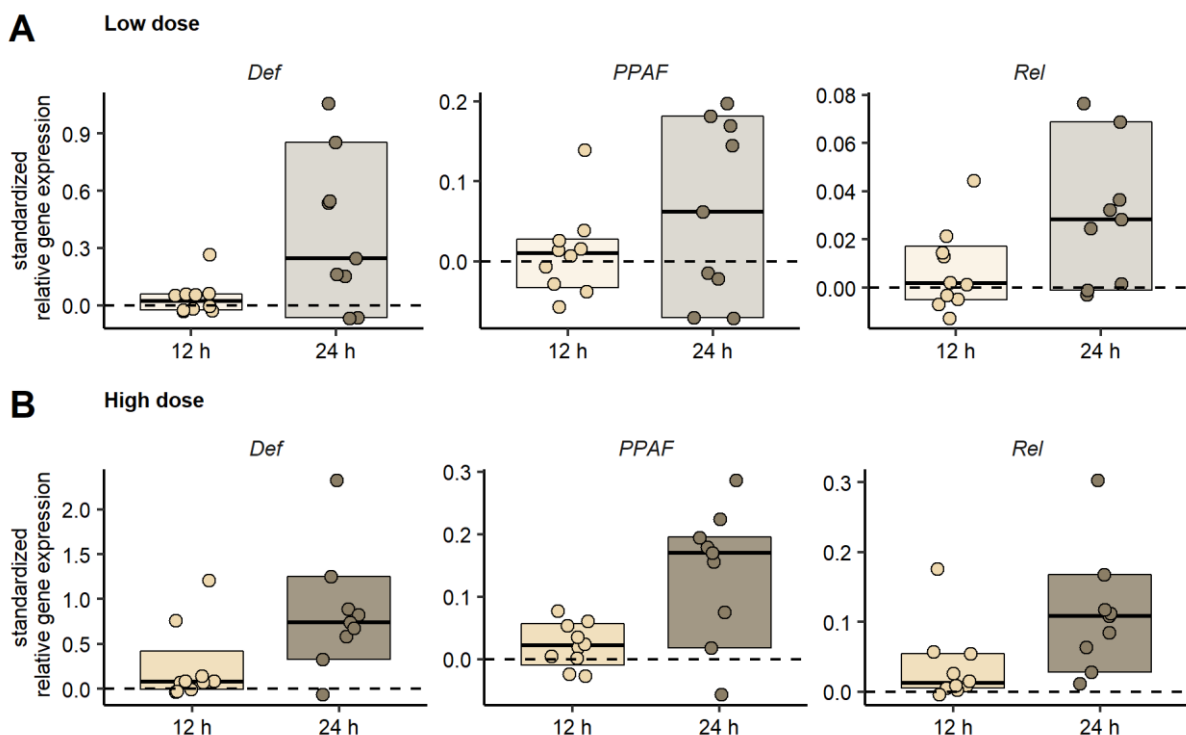 A Low dose
Def PPAF Rel
standardized
relative gene expression
0.9
0.6
0.3
0.0
0.2
0.1
0.0
0.08
0.06
0.04
0.02
0.00
12 h 24 h 12 h 24 h 12 h 24 h
B High dose
Def PPAF Rel
standardized
relative gene expression
2.0
1.5
1.0
0.5
0.0
0.3
0.2
0.1
0.0
0.3
0.2
0.1
0.0
12 h 24 h 12 h 24 h 12 h 24 h